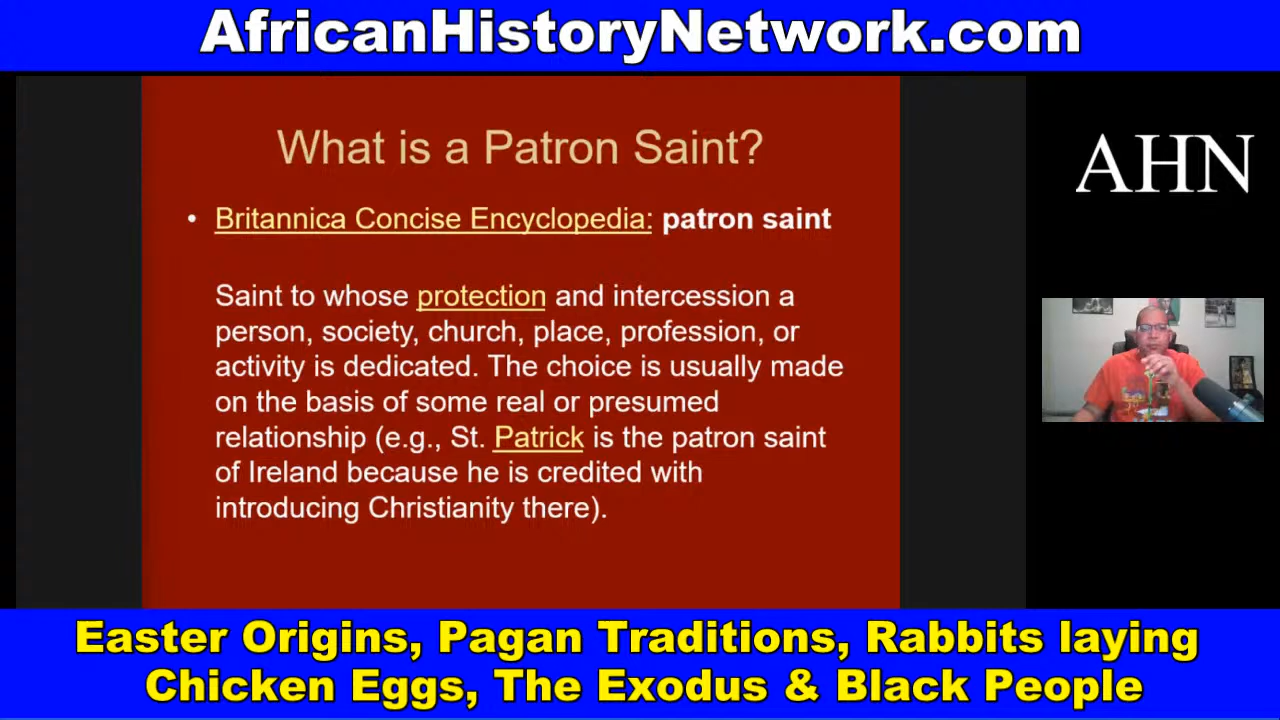 AfricanHistoryNetwork.com
What is a Patron Saint?
• Britannica Concise Encyclopedia: patron saint
Saint to whose protection and intercession a
person, society, church, place, profession, or
activity is dedicated. The choice is usually made
on the basis of some real or presumed
relationship (e.g., St. Patrick is the patron saint
of Ireland because he is credited with
introducing Christianity there).
AHN
Easter Origins, Pagan Traditions, Rabbits laying
Chicken Eggs, The Exodus & Black People